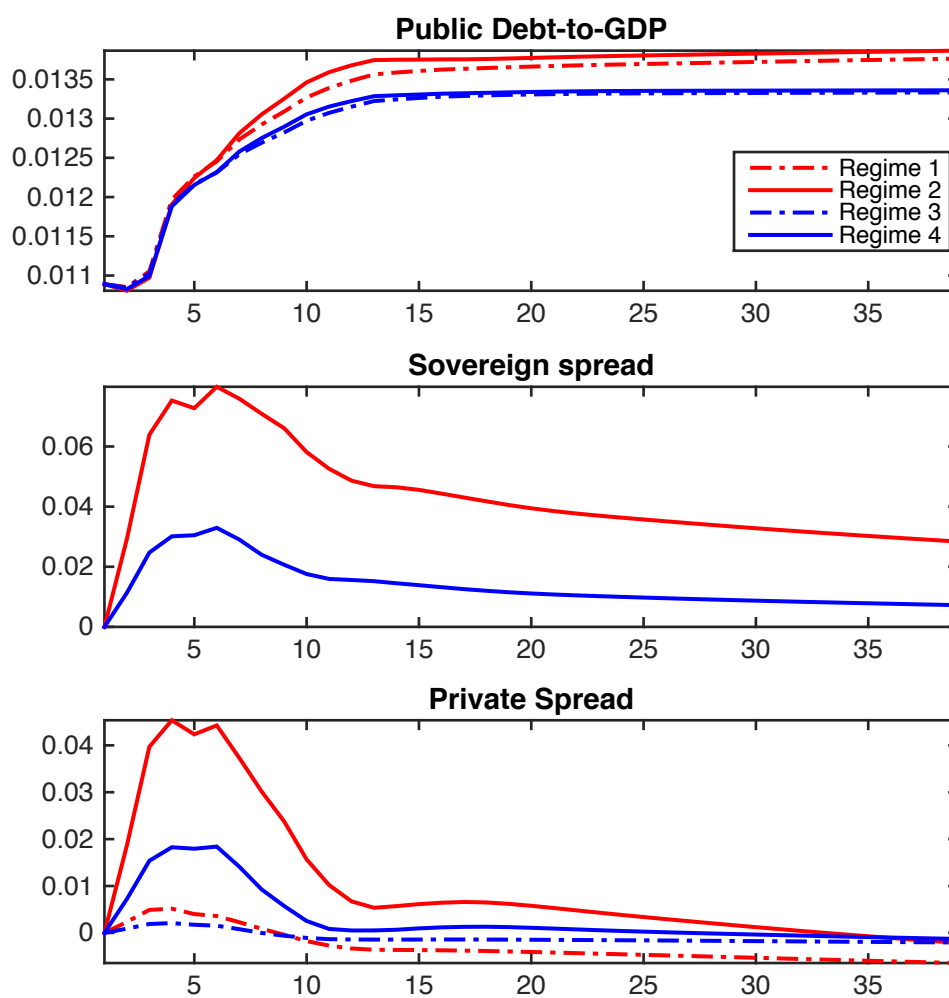 Public Debt-to-GDP
0.0135
0.013
0.0125
0.012
0.0115
0.011
Regime 1
Regime 2
Regime 3
Regime 4
5 10 15 20 25 30 35
Sovereign spread
0.06
0.04
0.02
0
5 10 15 20 25 30 35
Private Spread
0.04
0.03
0.02
0.01
0
5 10 15 20 25 30 35